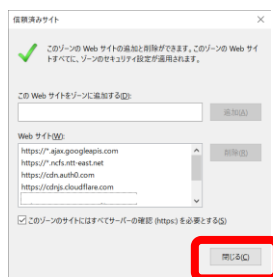 信頼済みサイト
このゾーンの Web サイトの追加と削除ができます。このゾーンの Web サイ
トすべてに、ゾーンのセキュリティ設定が適用されます。
この Web サイトをゾーンに追加する(D):
追加(A)
Web サイト(W):
https://*.ajax.googleapis.com
削除(R)
https://*.ncfs.ntt-east.net
https://cdn.auth0.com
https://cdnjs.cloudflare.com
このゾーンのサイトにはすべてサーバーの確認 (https:) を必要とする(S)
閉じる(C)